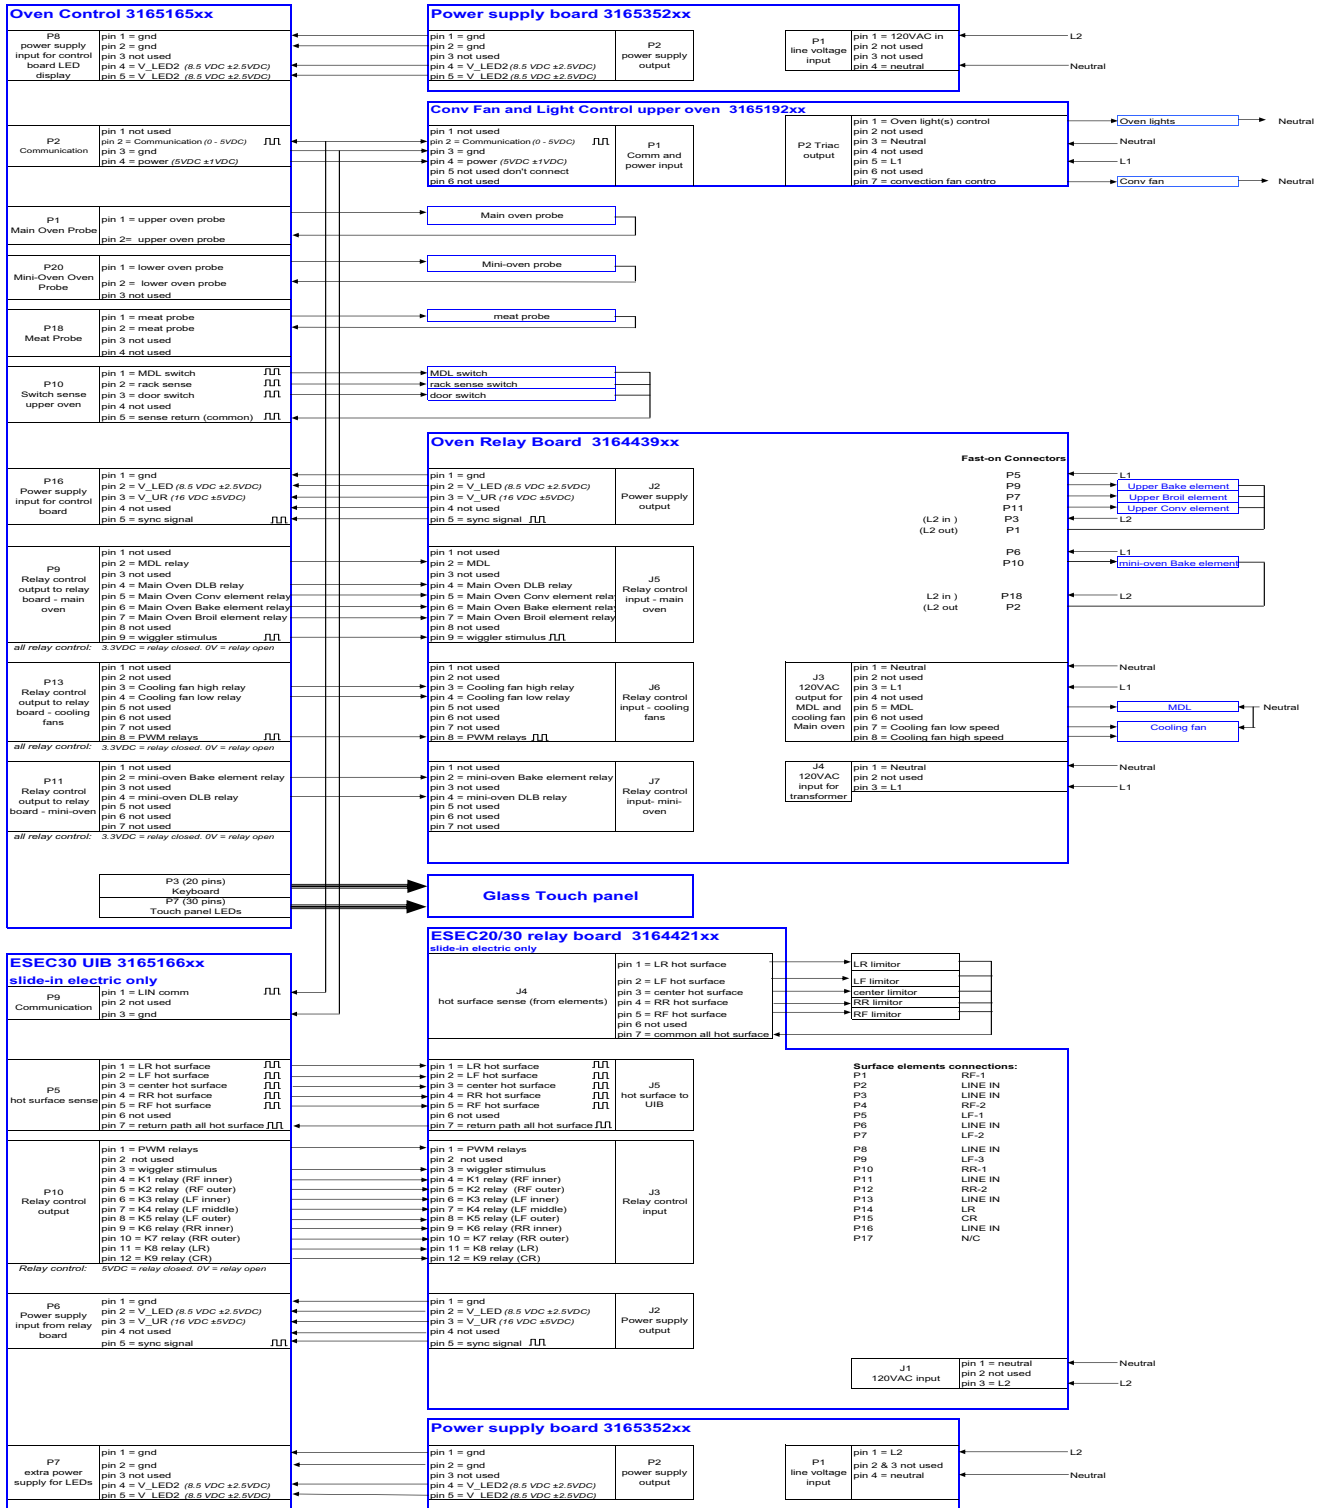 Oven Control 3165165xx
P8
power supply
input for control
board LED
display
pin 1 = gnd
pin 2 = gnd
pin 3 not used
pin 4 = V_LED2 (8.5 VDC ±2.5VDC)
pin 5 = V_LED2 (8.5 VDC ±2.5VDC)
Power supply board 3165352xx
pin 1 = gnd
pin 2 = gnd
pin 3 not used
pin 4 = V_LED2 (8.5 VDC ±2.5VDC)
pin 5 = V_LED2 (8.5 VDC ±2.5VDC)
P2
power supply
output
P1
line voltage
input
pin 1 = 120VAC in
pin 2 not used
pin 3 not used
pin 4 = neutral
L2
Neutral
P2
Communication
pin 1 not used
pin 2 = Communication (0 - 5VDC)
pin 3 = gnd
pin 4 = power (5VDC ±1VDC)
Conv Fan and Light Control upper oven 3165192xx
pin 1 not used
pin 2 = Communication (0 - 5VDC)
pin 3 = gnd
pin 4 = power (5VDC ±1VDC)
pin 5 not used don't connect
pin 6 not used
P1
Comm and
power input
P2 Triac
output
pin 1 = Oven light(s) control
pin 2 not used
pin 3 = Neutral
pin 4 not used
pin 5 = L1
pin 6 not used
pin 7 = convection fan contro
Oven lights
Neutral
Neutral
L1
Conv fan
Neutral
P1
Main Oven Probe
pin 1 = upper oven probe
pin 2= upper oven probe
Main oven probe
P20
Mini-Oven Oven
Probe
pin 1 = lower oven probe
pin 2 = lower oven probe
pin 3 not used
Mini-oven probe
P18
Meat Probe
pin 1 = meat probe
pin 2 = meat probe
pin 3 not used
pin 4 not used
meat probe
P10
Switch sense
upper oven
pin 1 = MDL switch
pin 2 = rack sense
pin 3 = door switch
pin 4 not used
pin 5 = sense return (common)
MDL switch
rack sense switch
door switch
Oven Relay Board 3164439xx
P16
Power supply
input for control
board
pin 1 = gnd
pin 2 = V_LED (8.5 VDC ±2.5VDC)
pin 3 = V_UR (16 VDC ±5VDC)
pin 4 not used
pin 5 = sync signal
pin 1 = gnd
pin 2 = V_LED (8.5 VDC ±2.5VDC)
pin 3 = V_UR (16 VDC ±5VDC)
pin 4 not used
pin 5 = sync signal
J2
Power supply
output
Fast-on Connectors
P5
P9
P7
P11
(L2 in ) P3
(L2 out) P1
P6
P10
L2 in ) P18
(L2 out P2
L1
Upper Bake element
Upper Broil element
Upper Conv element
L2
L1
mini-oven Bake element
L2
P9
Relay control
output to relay
board - main
oven
pin 1 not used
pin 2 = MDL relay
pin 3 not used
pin 4 = Main Oven DLB relay
pin 5 = Main Oven Conv element relay
pin 6 = Main Oven Bake element relay
pin 7 = Main Oven Broil element relay
pin 8 not used
pin 9 = wiggler stimulus
all relay control: 3.3VDC = relay closed. 0V = relay open
pin 1 not used
pin 2 = MDL
pin 3 not used
pin 4 = Main Oven DLB relay
pin 5 = Main Oven Conv element relay
pin 6 = Main Oven Bake element relay
pin 7 = Main Oven Broil element relay
pin 8 not used
pin 9 = wiggler stimulus
J5
Relay control
input - main
oven
P13
Relay control
output to relay
board - cooling
fans
pin 1 not used
pin 2 not used
pin 3 = Cooling fan high relay
pin 4 = Cooling fan low relay
pin 5 not used
pin 6 not used
pin 7 not used
pin 8 = PWM relays
all relay control: 3.3VDC = relay closed. 0V = relay open
pin 1 not used
pin 2 not used
pin 3 = Cooling fan high relay
pin 4 = Cooling fan low relay
pin 5 not used
pin 6 not used
pin 7 not used
pin 8 = PWM relays
J6
Relay control
input - cooling
fans
J3
120VAC
output for
MDL and
cooling fan
Main oven
pin 1 = Neutral
pin 2 not used
pin 3 = L1
pin 4 not used
pin 5 = MDL
pin 6 not used
pin 7 = Cooling fan low speed
pin 8 = Cooling fan high speed
Neutral
L1
MDL
Neutral
Cooling fan
P11
Relay control
output to relay
board - mini-oven
pin 1 not used
pin 2 = mini-oven Bake element relay
pin 3 not used
pin 4 = mini-oven DLB relay
pin 5 not used
pin 6 not used
pin 7 not used
all relay control: 3.3VDC = relay closed. 0V = relay open
pin 1 not used
pin 2 = mini-oven Bake element relay
pin 3 not used
pin 4 = mini-oven DLB relay
pin 5 not used
pin 6 not used
pin 7 not used
J7
Relay control
input- mini-
oven
J4
120VAC
input for
transformer
pin 1 = Neutral
pin 2 not used
pin 3 = L1
Neutral
L1
P3 (20 pins)
Keyboard
P7 (30 pins)
Touch panel LEDs
Glass Touch panel
ESEC20/30 relay board 3164421xx
slide-in electric only
J4
hot surface sense (from elements)
pin 1 = LR hot surface
pin 2 = LF hot surface
pin 3 = center hot surface
pin 4 = RR hot surface
pin 5 = RF hot surface
pin 6 not used
pin 7 = common all hot surface
LR limitor
LF limitor
center limitor
RR limitor
RF limitor
ESEC30 UIB 3165166xx
slide-in electric only
P9
Communication
pin 1 = LIN comm
pin 2 not used
pin 3 = gnd
P5
hot surface sense
pin 1 = LR hot surface
pin 2 = LF hot surface
pin 3 = center hot surface
pin 4 = RR hot surface
pin 5 = RF hot surface
pin 6 not used
pin 7 = return path all hot surface
pin 1 = LR hot surface
pin 2 = LF hot surface
pin 3 = center hot surface
pin 4 = RR hot surface
pin 5 = RF hot surface
pin 6 not used
pin 7 = return path all hot surface
J5
hot surface to
UIB
Surface elements connections:
P1 RF-1
P2 LINE IN
P3 LINE IN
P4 RF-2
P5 LF-1
P6 LINE IN
P7 LF-2
P8 LINE IN
P9 LF-3
P10 RR-1
P11 LINE IN
P12 RR-2
P13 LINE IN
P14 LR
P15 CR
P16 LINE IN
P17 N/C
P10
Relay control
output
pin 1 = PWM relays
pin 2 not used
pin 3 = wiggler stimulus
pin 4 = K1 relay (RF inner)
pin 5 = K2 relay (RF outer)
pin 6 = K3 relay (LF inner)
pin 7 = K4 relay (LF middle)
pin 8 = K5 relay (LF outer)
pin 9 = K6 relay (RR inner)
pin 10 = K7 relay (RR outer)
pin 11 = K8 relay (LR)
pin 12 = K9 relay (CR)
Relay control: 5VDC = relay closed. 0V = relay open
pin 1 = PWM relays
pin 2 not used
pin 3 = wiggler stimulus
pin 4 = K1 relay (RF inner)
pin 5 = K2 relay (RF outer)
pin 6 = K3 relay (LF inner)
pin 7 = K4 relay (LF middle)
pin 8 = K5 relay (LF outer)
pin 9 = K6 relay (RR inner)
pin 10 = K7 relay (RR outer)
pin 11 = K8 relay (LR)
pin 12 = K9 relay (CR)
J3
Relay control
input
P6
Power supply
input from relay
board
pin 1 = gnd
pin 2 = V_LED (8.5 VDC ±2.5VDC)
pin 3 = V_UR (16 VDC ±5VDC)
pin 4 not used
pin 5 = sync signal
pin 1 = gnd
pin 2 = V_LED (8.5 VDC ±2.5VDC)
pin 3 = V_UR (16 VDC ±5VDC)
pin 4 not used
pin 5 = sync signal
J2
Power supply
output
J1
120VAC input
pin 1 = neutral
pin 2 not used
pin 3 = L2
Neutral
L2
Power supply board 3165352xx
P7
extra power
supply for LEDs
pin 1 = gnd
pin 2 = gnd
pin 3 not used
pin 4 = V_LED2 (8.5 VDC ±2.5VDC)
pin 5 = V_LED2 (8.5 VDC ±2.5VDC)
pin 1 = gnd
pin 2 = gnd
pin 3 not used
pin 4 = V_LED2 (8.5 VDC ±2.5VDC)
pin 5 = V_LED2 (8.5 VDC ±2.5VDC)
P2
power supply
output
P1
line voltage
input
pin 1 = L2
pin 2 & 3 not used
pin 4 = neutral
L2
Neutral